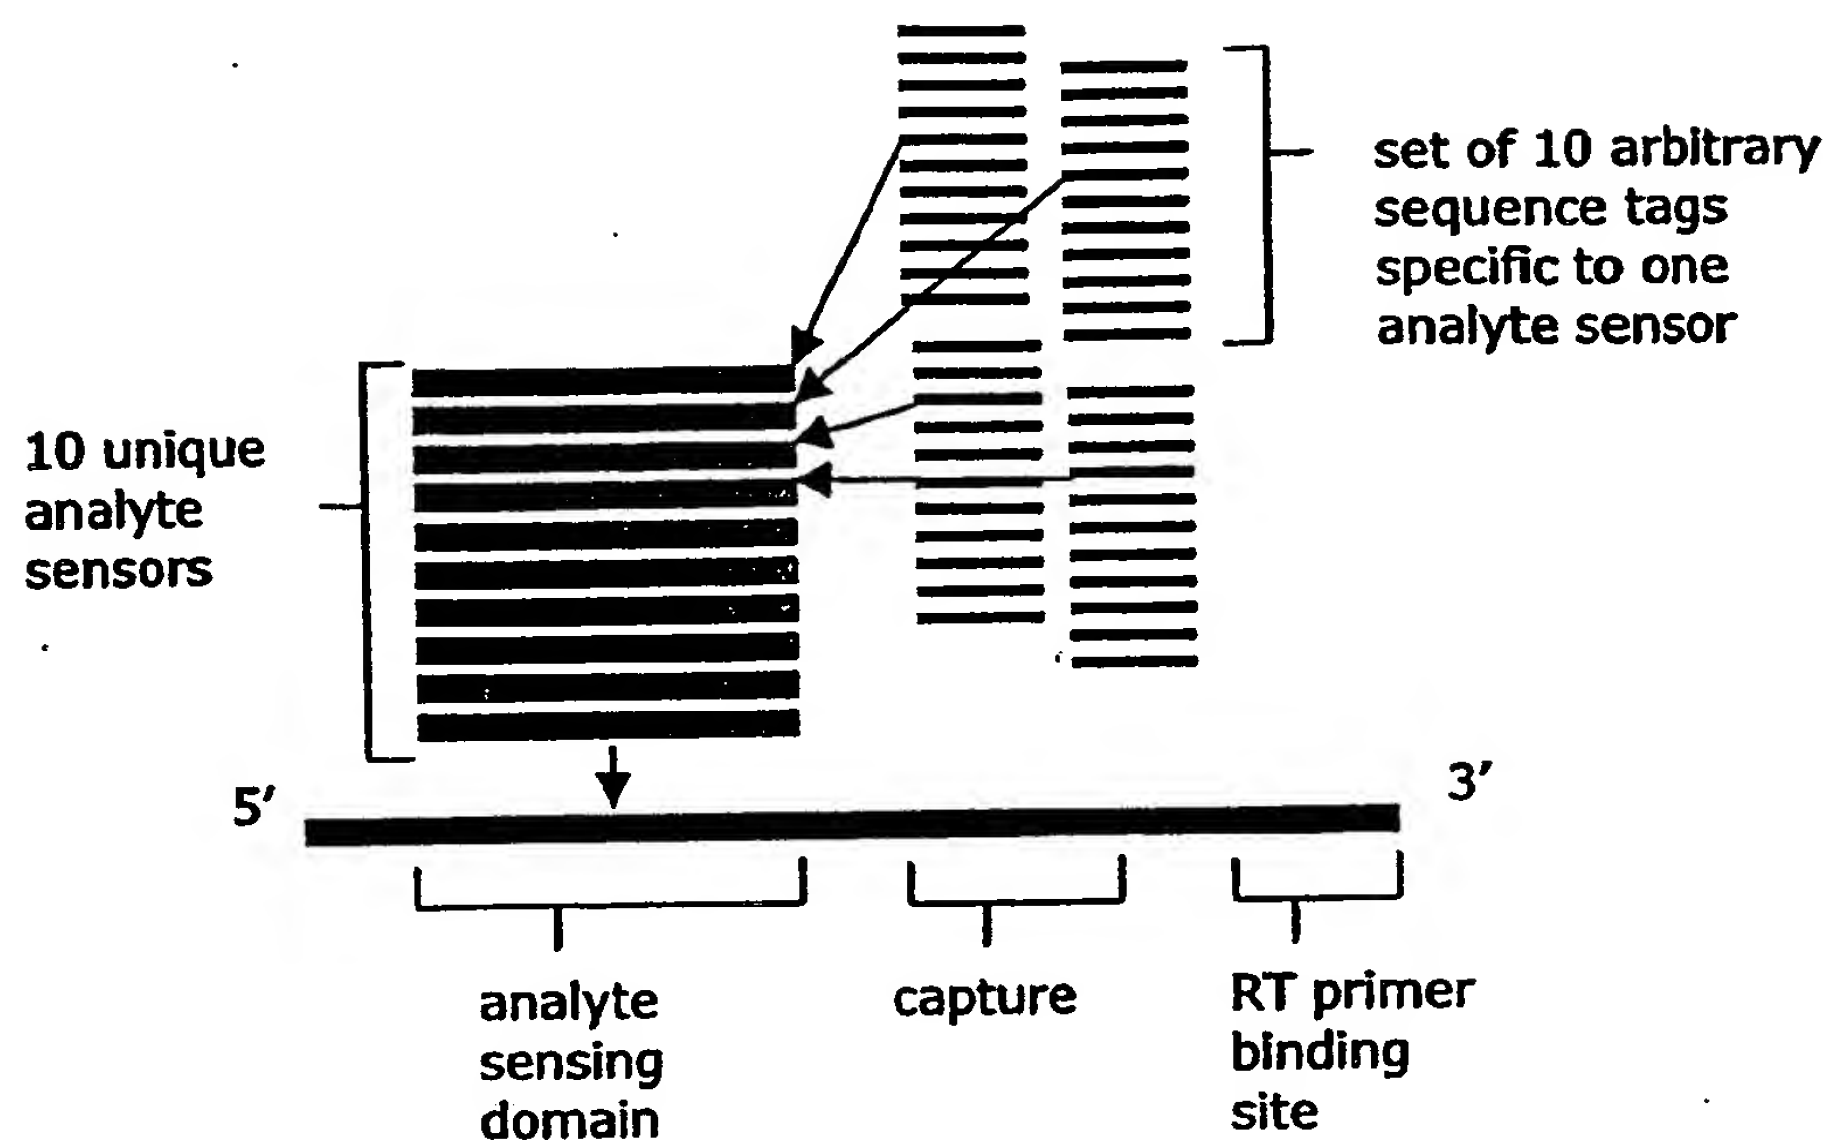 set of 10 arbitrary
sequence tags
specific to one
analyte sensor
10 unique
analyte
sensors
5′
3′
analyte
sensing
domain
capture
RT primer
binding
site